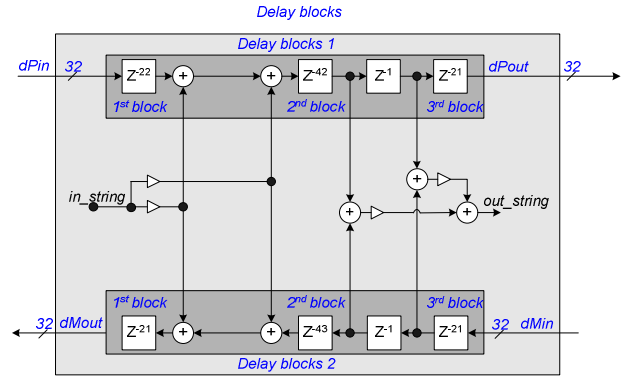 Delay blocks
Delay blocks 1
dPin 32 Z-22 + + Z-42 Z-1 Z-21 dPout 32
1st block 2nd block 3rd block
+
in_string + + out_string
1st block 2nd block 3rd block
32 dMout Z-21 + + Z-43 Z-1 Z-21 32 dMin
Delay blocks 2